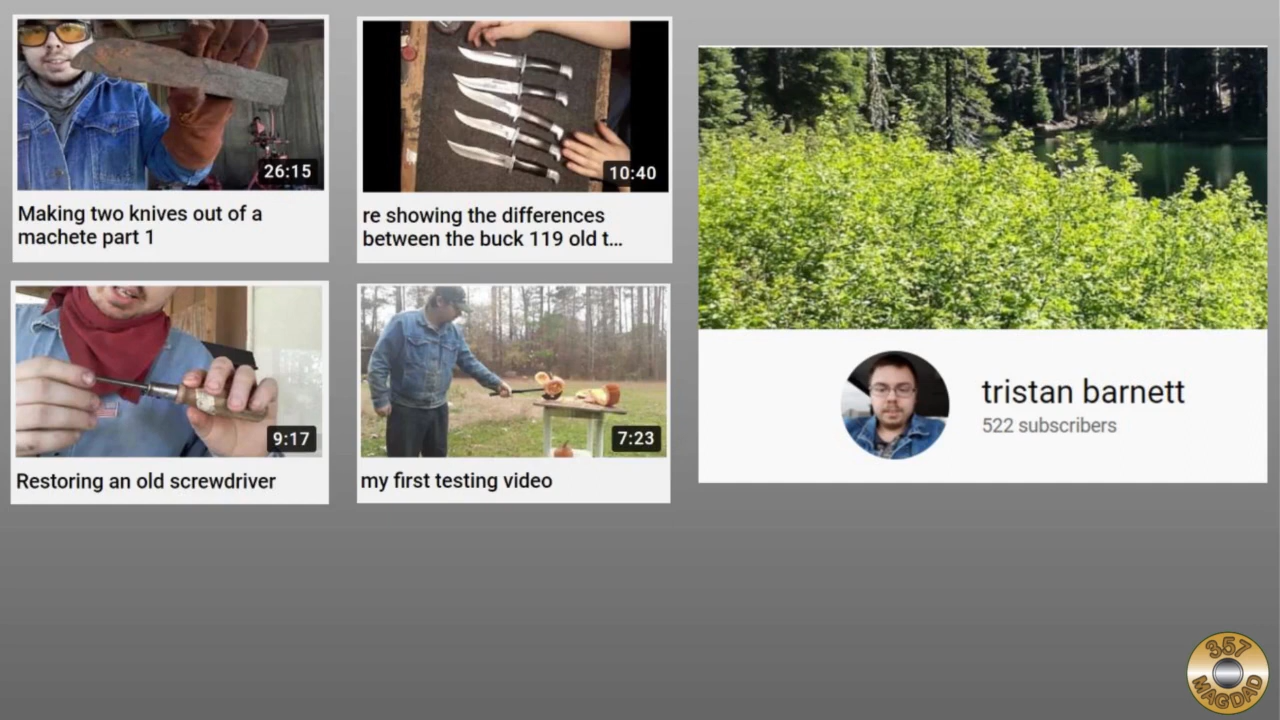 26:15
Making two knives out of a
machete part 1
10:40
re showing the differences
between the buck 119 old t...
9:17
Restoring an old screwdriver
7:23
my first testing video
tristan barnett
522 subscribers
357
MAGDAD